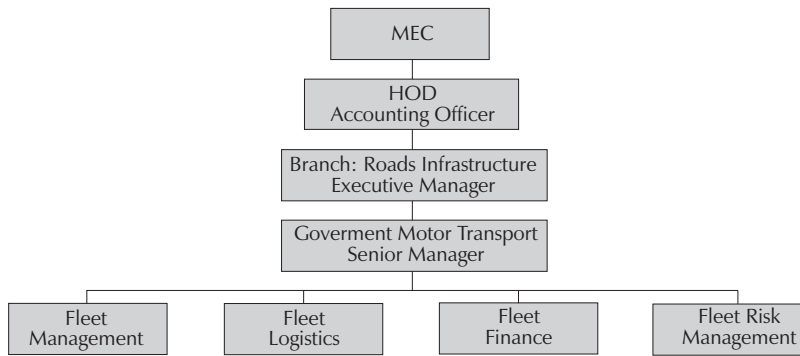 MEC
HOD
Accounting Officer
Branch: Roads Infrastructure
Executive Manager
Goverment Motor Transport
Senior Manager
Fleet
Management
Fleet
Logistics
Fleet
Finance
Fleet Risk
Management